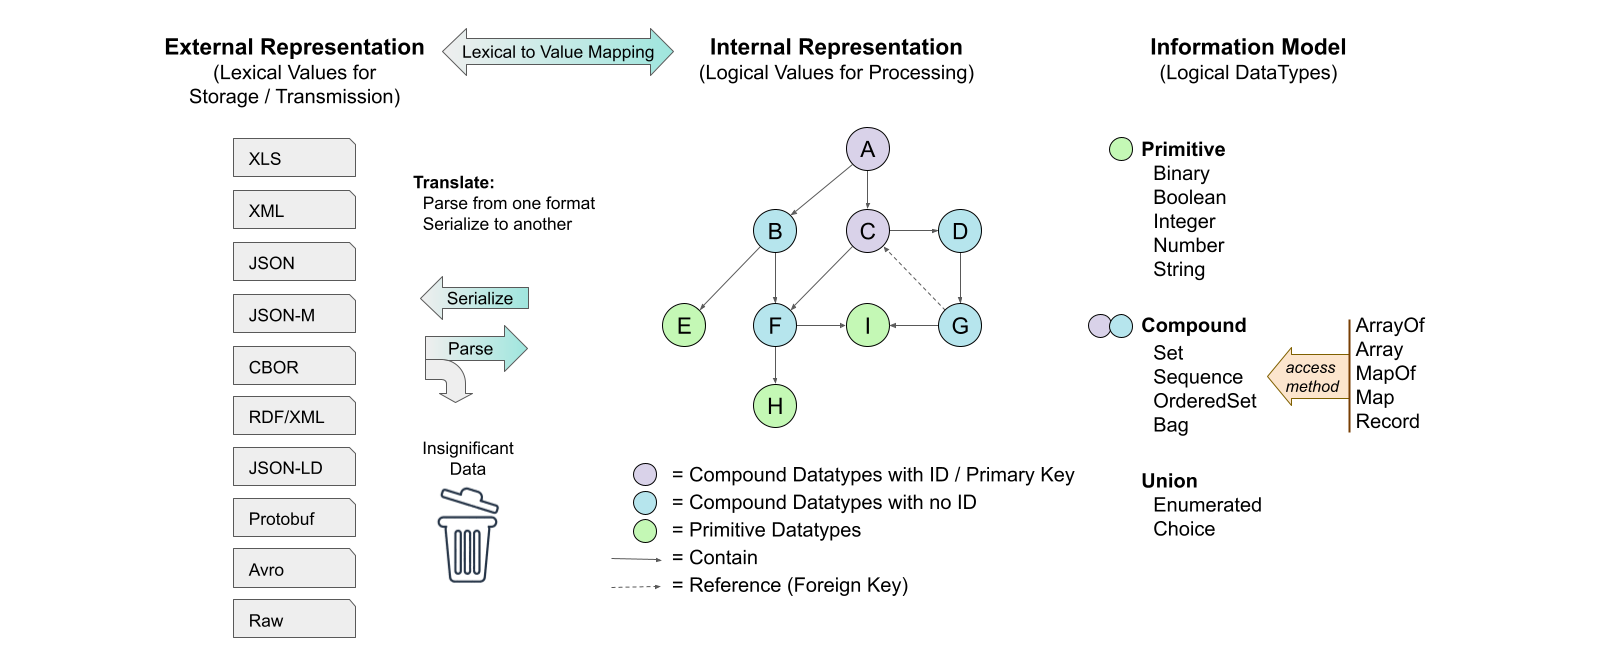 External Representation
(Lexical Values for
Storage / Transmission)
Lexical to Value Mapping
Internal Representation
(Logical Values for Processing)
Information Model
(Logical DataTypes)
XLS
XML
JSON
JSON-M
CBOR
RDF/XML
JSON-LD
Protobuf
Avro
Raw
Translate:
Parse from one format
Serialize to another
Serialize
Parse
Insignificant
Data
A
B
C
D
E
F
I
G
H
= Compound Datatypes with ID / Primary Key
= Compound Datatypes with no ID
= Primitive Datatypes
= Contain
= Reference (Foreign Key)
Primitive
Binary
Boolean
Integer
Number
String
Compound
Set
Sequence
OrderedSet
Bag
access
method
ArrayOf
Array
MapOf
Map
Record
Union
Enumerated
Choice